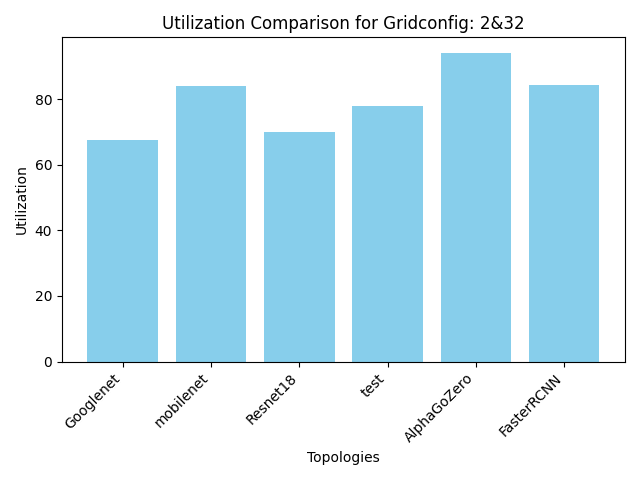 Utilization Comparison for Gridconfig: 2&32
80
60
40
20
0
Utilization
Googlenet
mobilenet
Resnet18
test
AlphaGoZero
FasterRCNN
Topologies